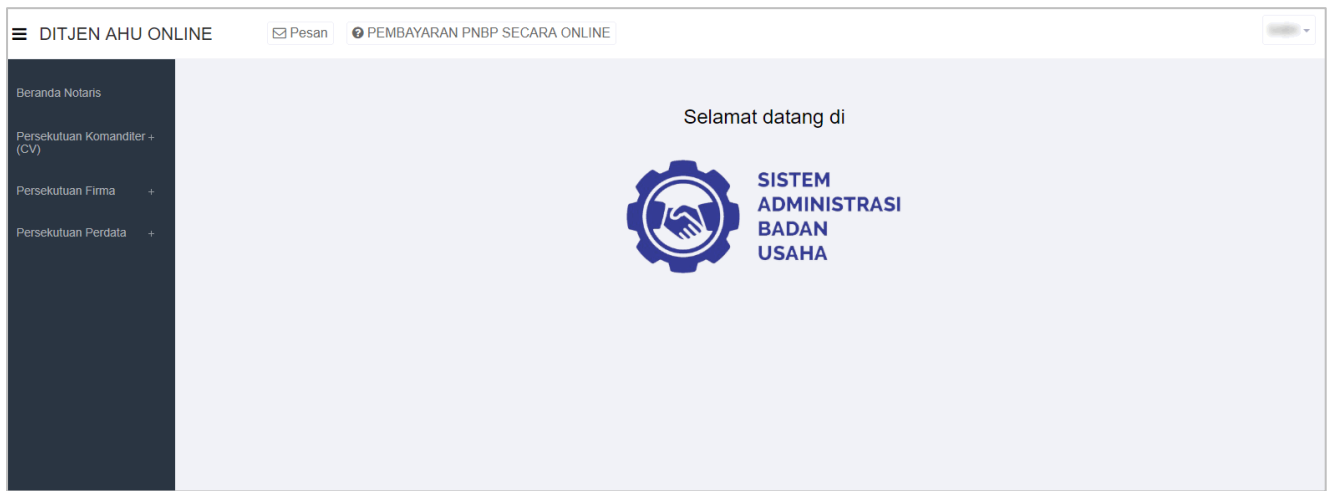 DITJEN AHU ONLINE
Pesan
PEMBAYARAN PNBP SECARA ONLINE
Beranda Notaris
Persekutuan Komanditer +
(CV)
Persekutuan Firma +
Persekutuan Perdata +
Selamat datang di
SISTEM
ADMINISTRASI
BADAN
USAHA